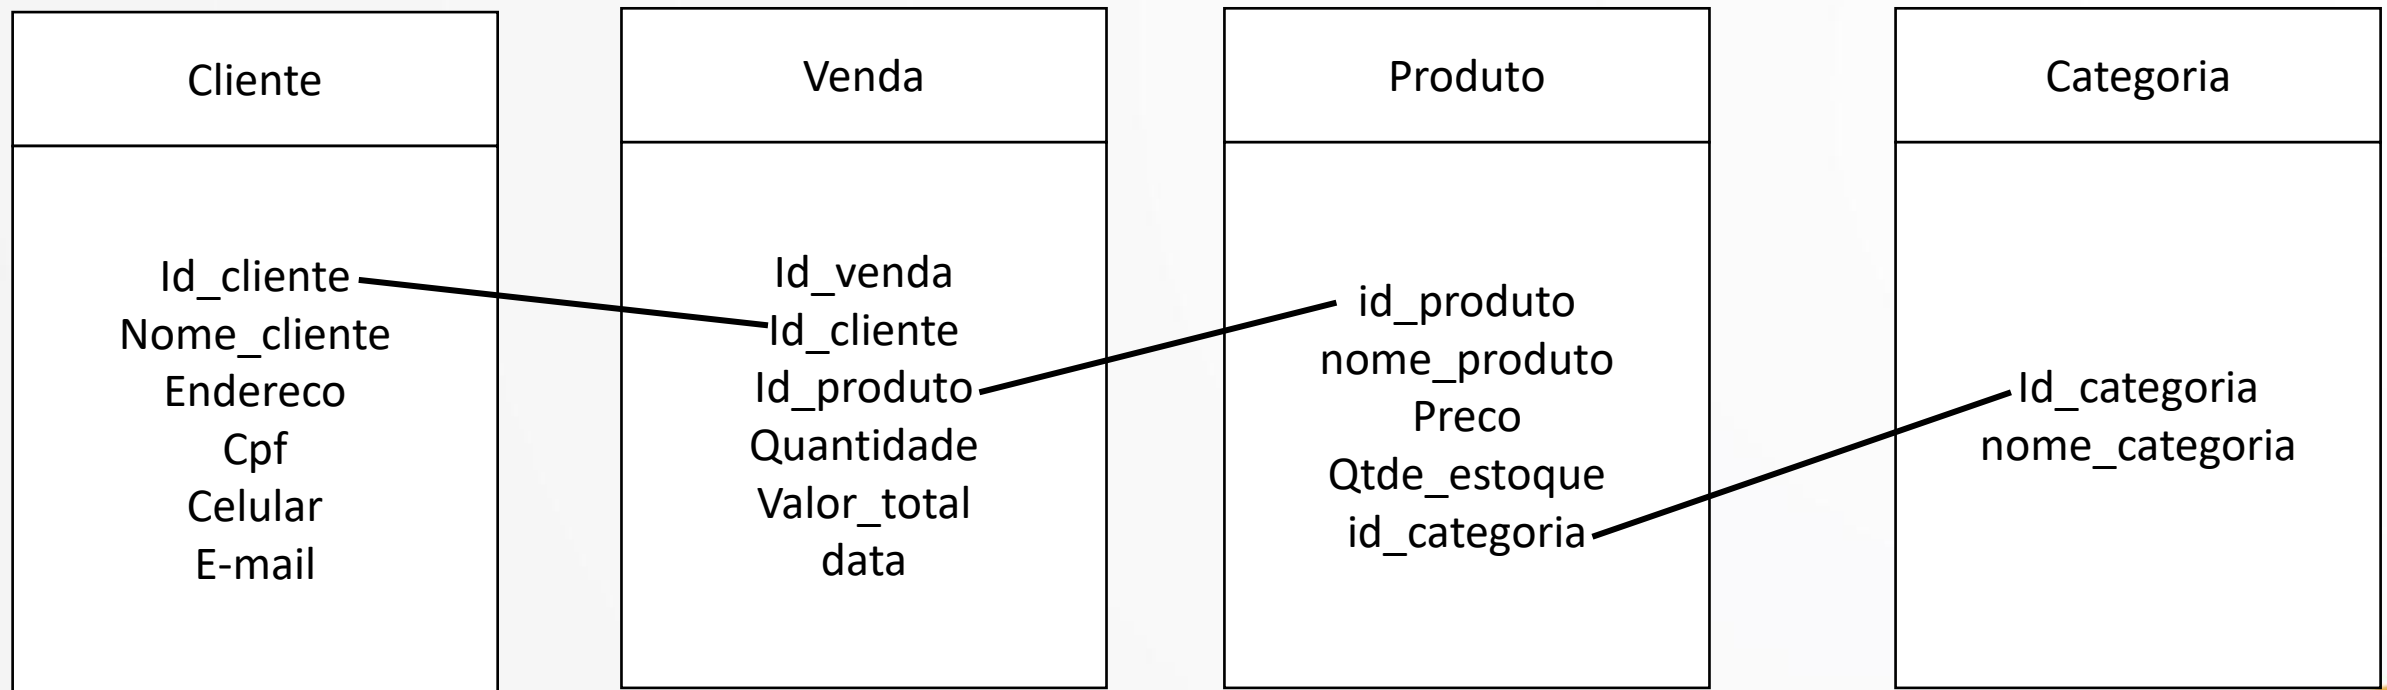 Cliente
Id_cliente
Nome_cliente
Endereco
Cpf
Celular
E-mail
Venda
Id_venda
Id_cliente
Id_produto
Quantidade
Valor_total
data
Produto
id_produto
nome_produto
Preco
Qtde_estoque
id_categoria
Categoria
Id_categoria
nome_categoria